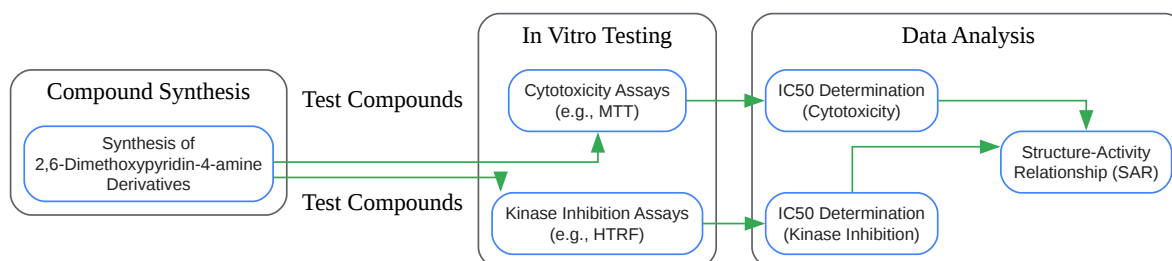 Compound Synthesis
Synthesis of
2,6-Dimethoxypyridin-4-amine
Derivatives
Test Compounds
Test Compounds
In Vitro Testing
Cytotoxicity Assays
(e.g., MTT)
Kinase Inhibition Assays
(e.g., HTRF)
Data Analysis
IC50 Determination
(Cytotoxicity)
IC50 Determination
(Kinase Inhibition)
Structure-Activity
Relationship (SAR)